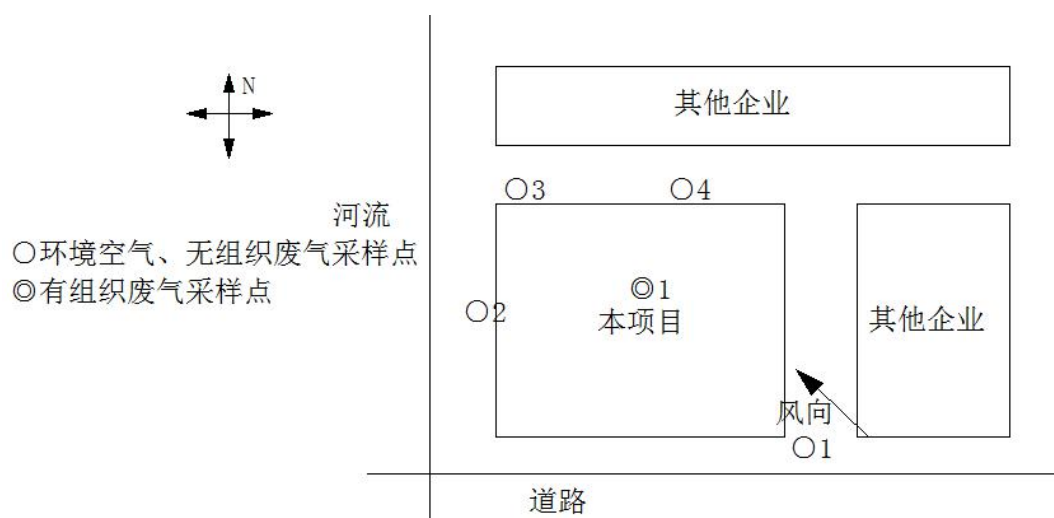 N
其他企业
○3
○4
河流
○环境空气、无组织废气采样点
◎有组织废气采样点
◎1
○2
本项目
其他企业
风向
○1
道路